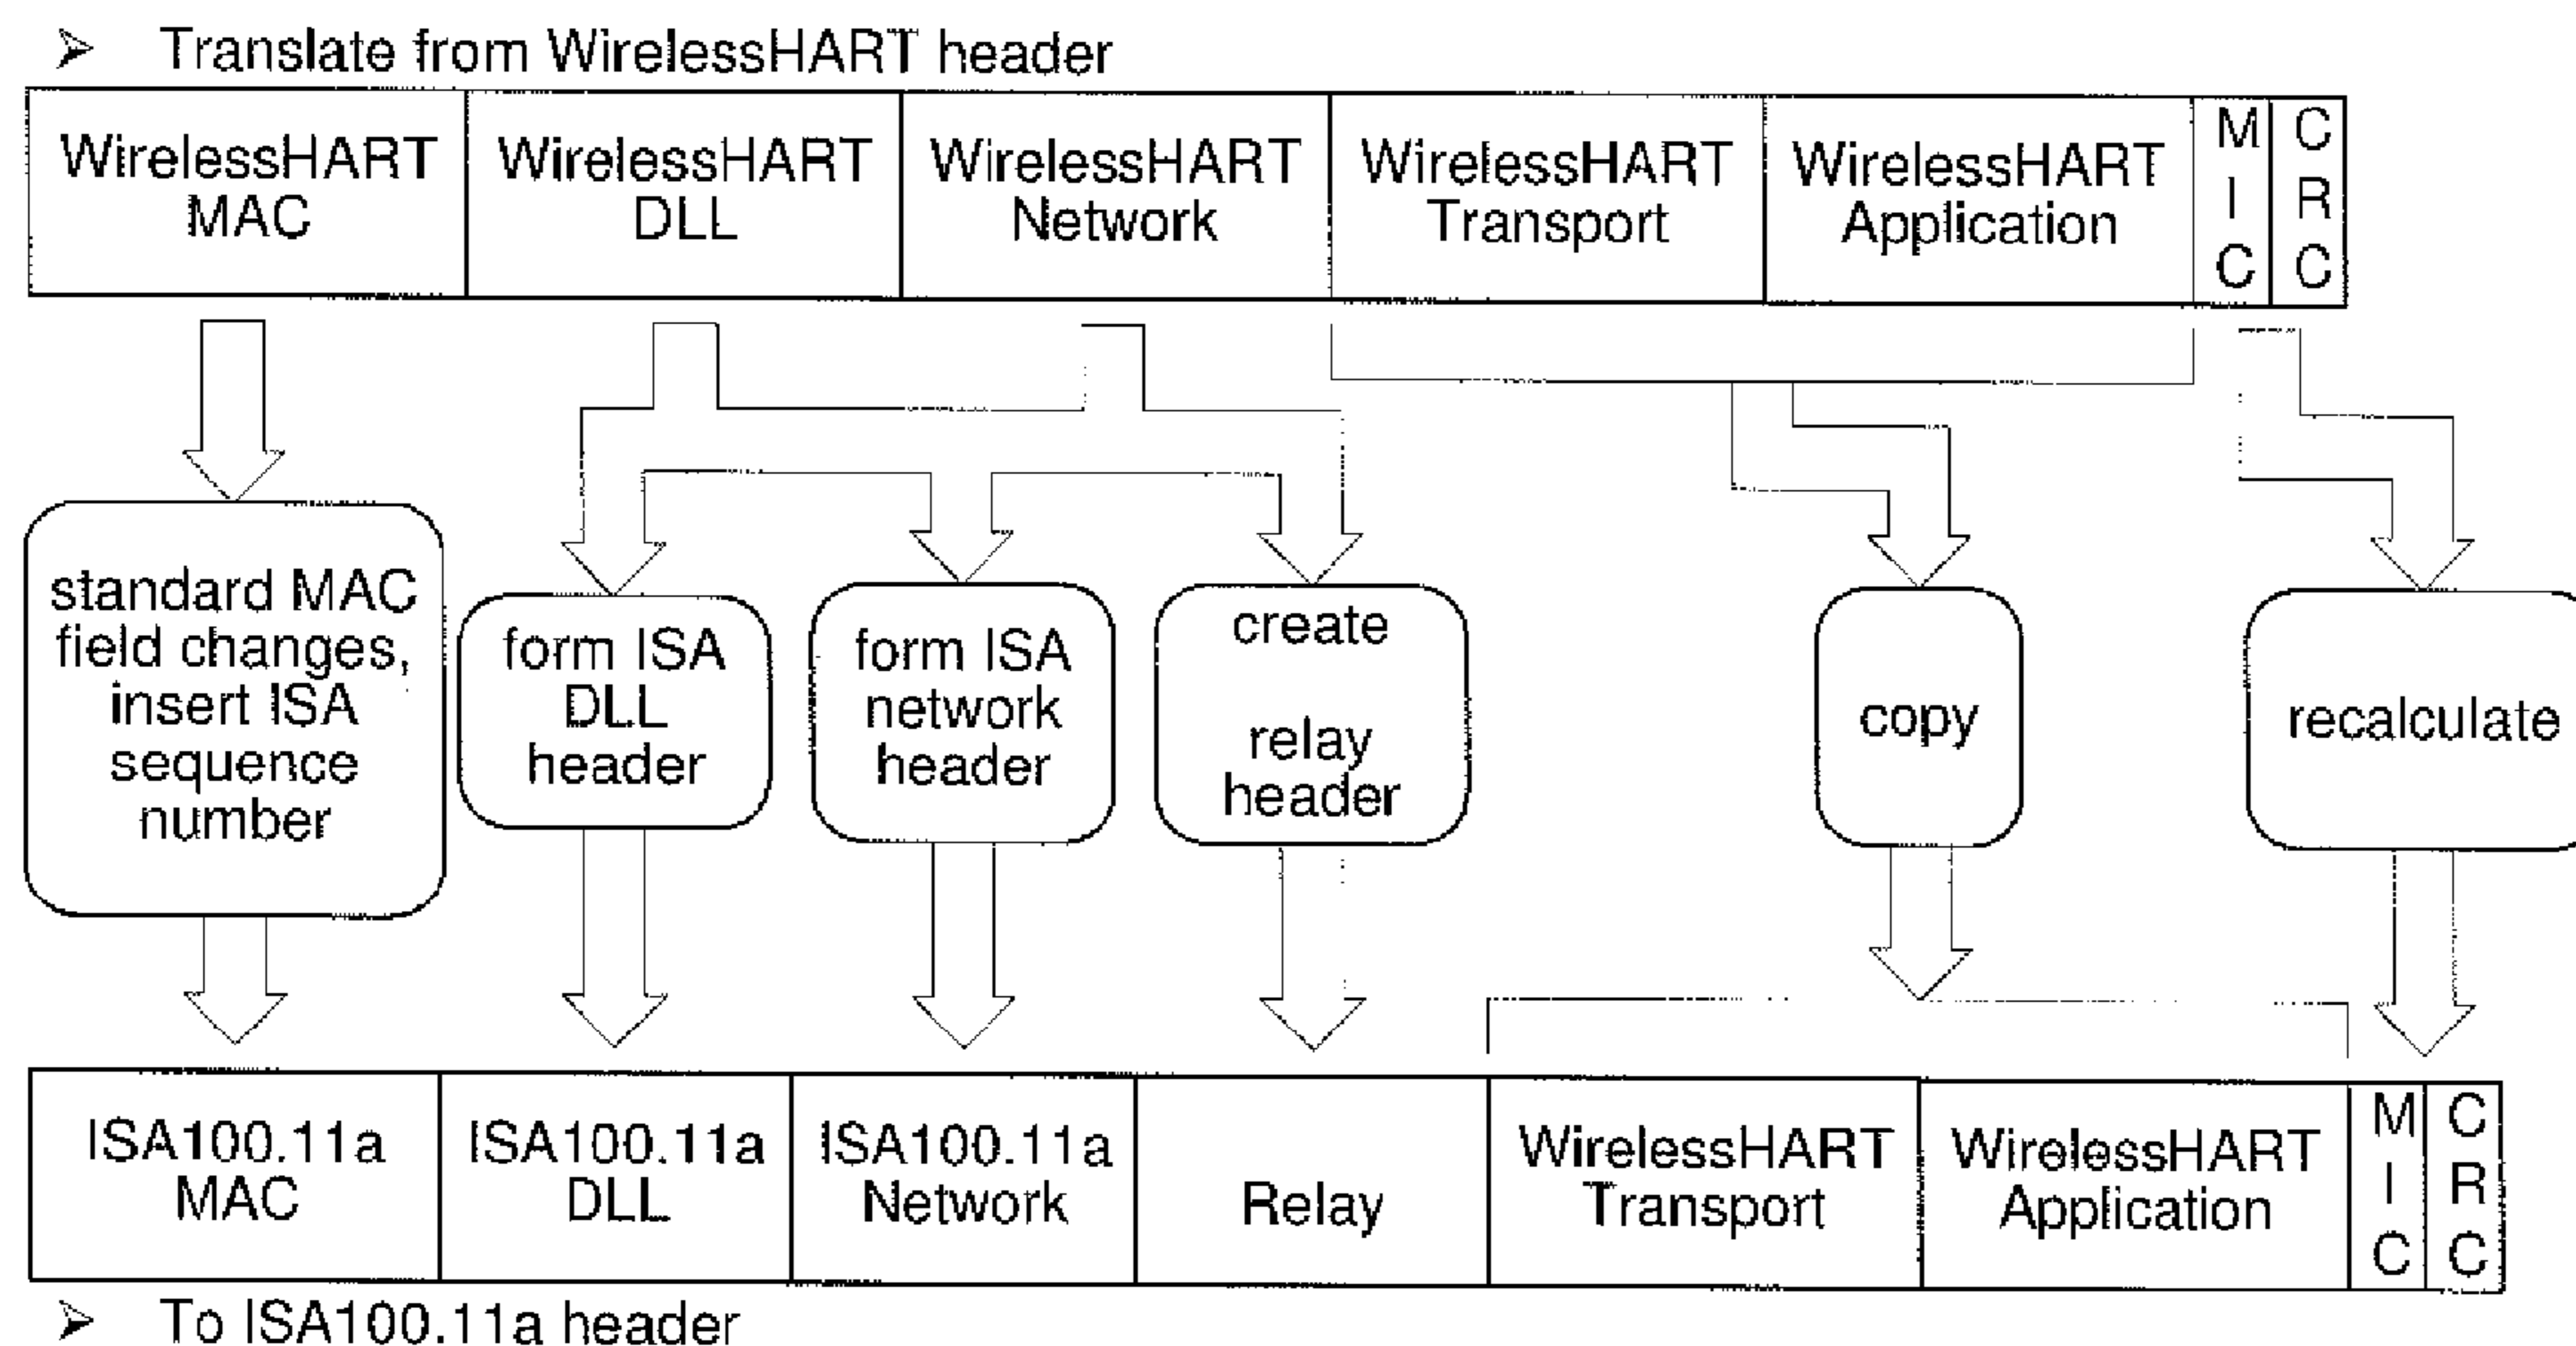 ➢ Translate from WirelessHART header
WirelessHART
MAC
WirelessHART
DLL
WirelessHART
Network
WirelessHART
Transport
WirelessHART
Application
M
I
C
C
R
C
standard MAC
field changes,
insert ISA
sequence
number
form ISA
DLL
header
form ISA
network
header
create
relay
header
copy
recalculate
ISA100.11a
MAC
ISA100.11a
DLL
ISA100.11a
Network
Relay
WirelessHART
Transport
WirelessHART
Application
M
I
C
C
R
C
➢ To ISA100.11a header